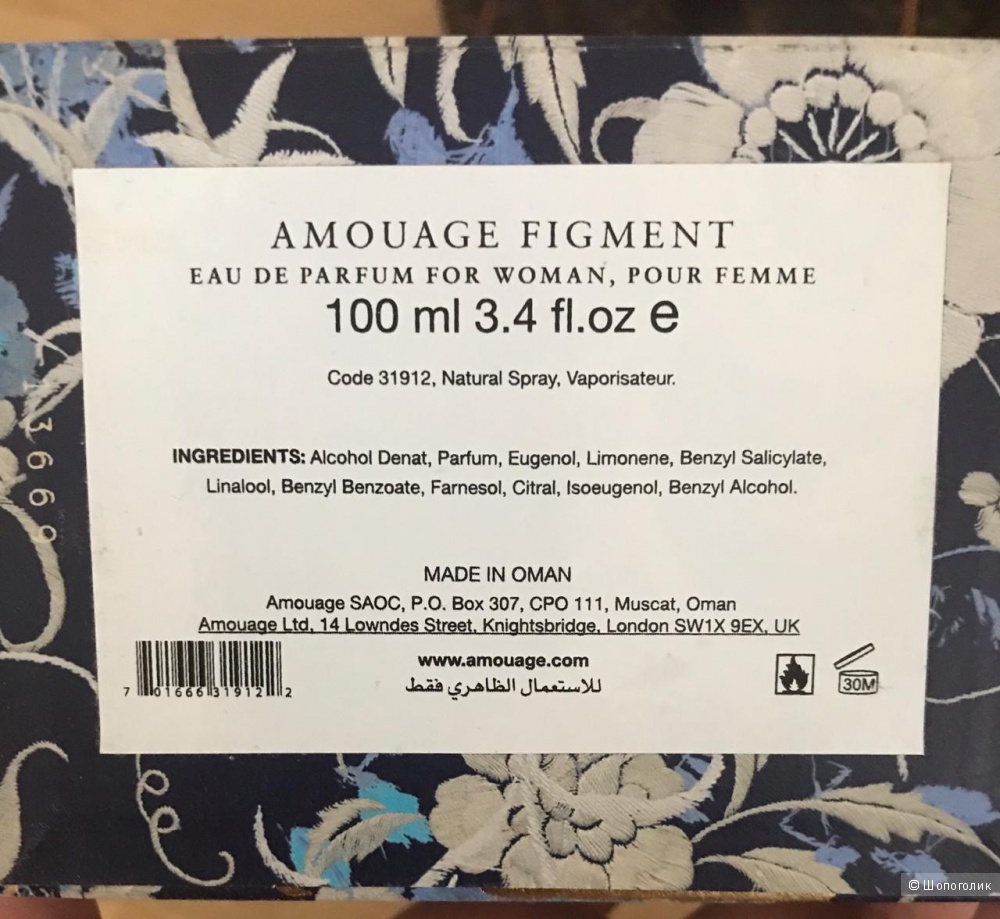 AMOUAGE FIGMENT
EAU DE PARFUM FOR WOMAN, POUR FEMME
100 ml 3.4 fl.oz e
Code 31912, Natural Spray, Vaporisateur.
INGREDIENTS: Alcohol Denat, Parfum, Eugenol, Limonene, Benzyl Salicylate,
Linalool, Benzyl Benzoate, Farnesol, Citral, Isoeugenol, Benzyl Alcohol.
3669
MADE IN OMAN
Amouage SAOC, P.O. Box 307, CPO 111, Muscat, Oman
Amouage Ltd, 14 Lowndes Street, Knightsbridge, London SW1X 9EX, UK
www.amouage.com
للاستعمال الظاهري فقط
7 01666 31912 2
30M
© Шопоголик